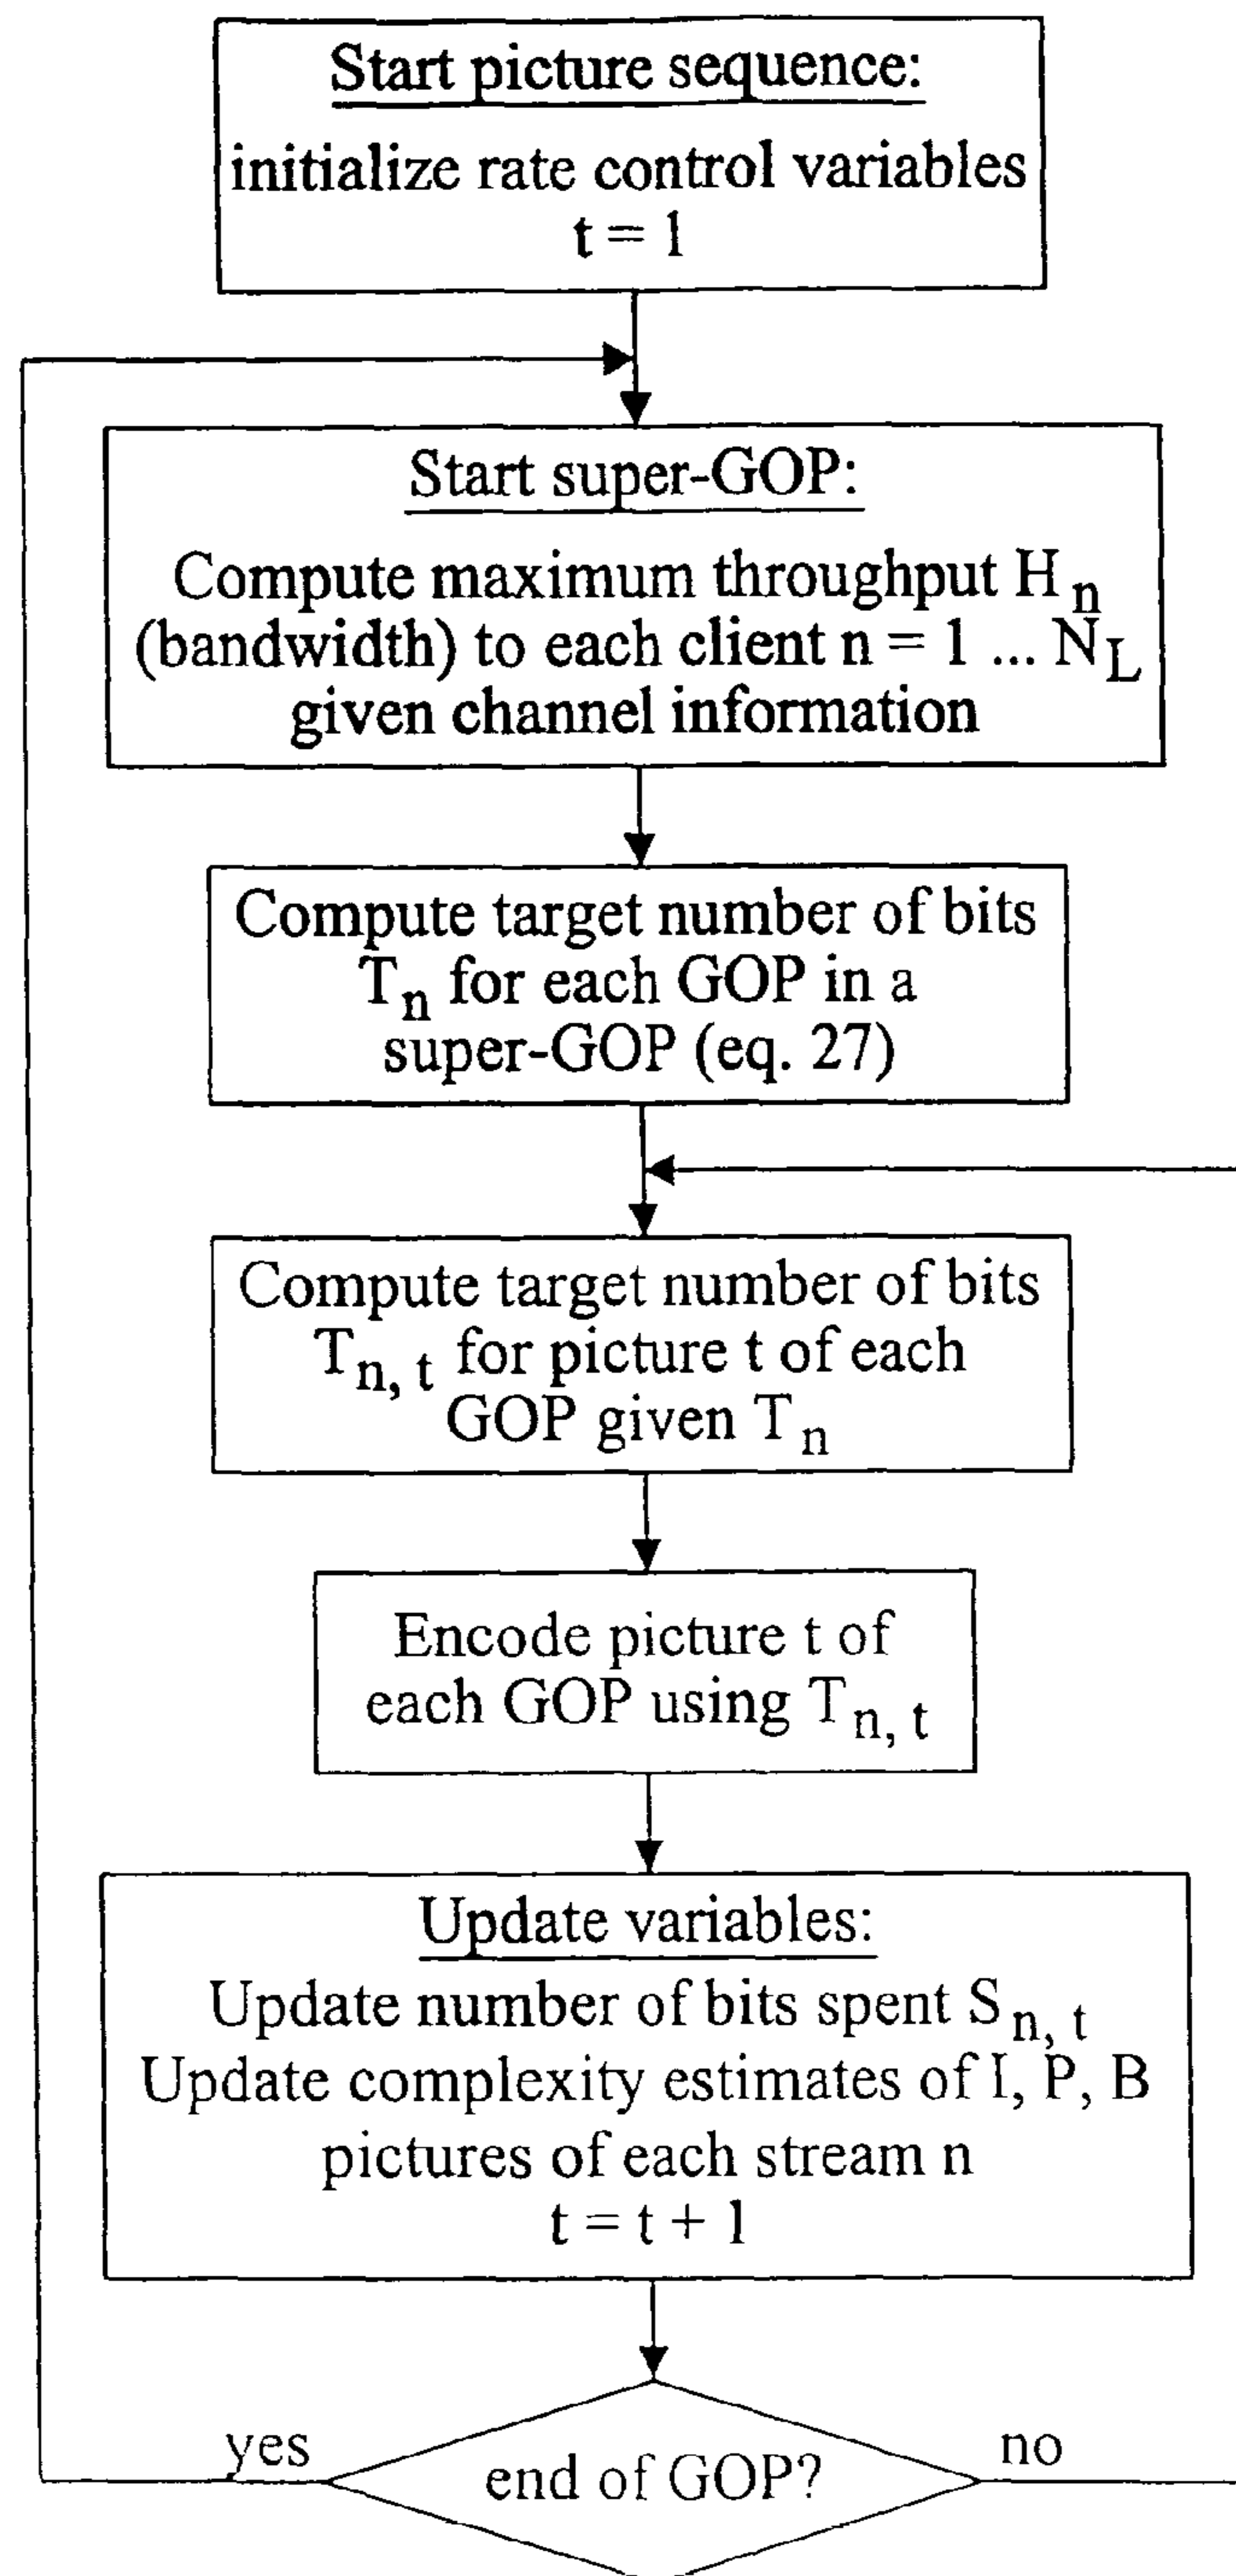 Start picture sequence:
initialize rate control variables
t = 1
Start super-GOP:
Compute maximum throughput H n
(bandwidth) to each client n = 1 ... N L
given channel information
Compute target number of bits
T n for each GOP in a
super-GOP (eq. 27)
Compute target number of bits
T n, t for picture t of each
GOP given T n
Encode picture t of
each GOP using T n, t
Update variables:
Update number of bits spent S n, t
Update complexity estimates of I, P, B
pictures of each stream n
t = t + 1
yes
end of GOP?
no